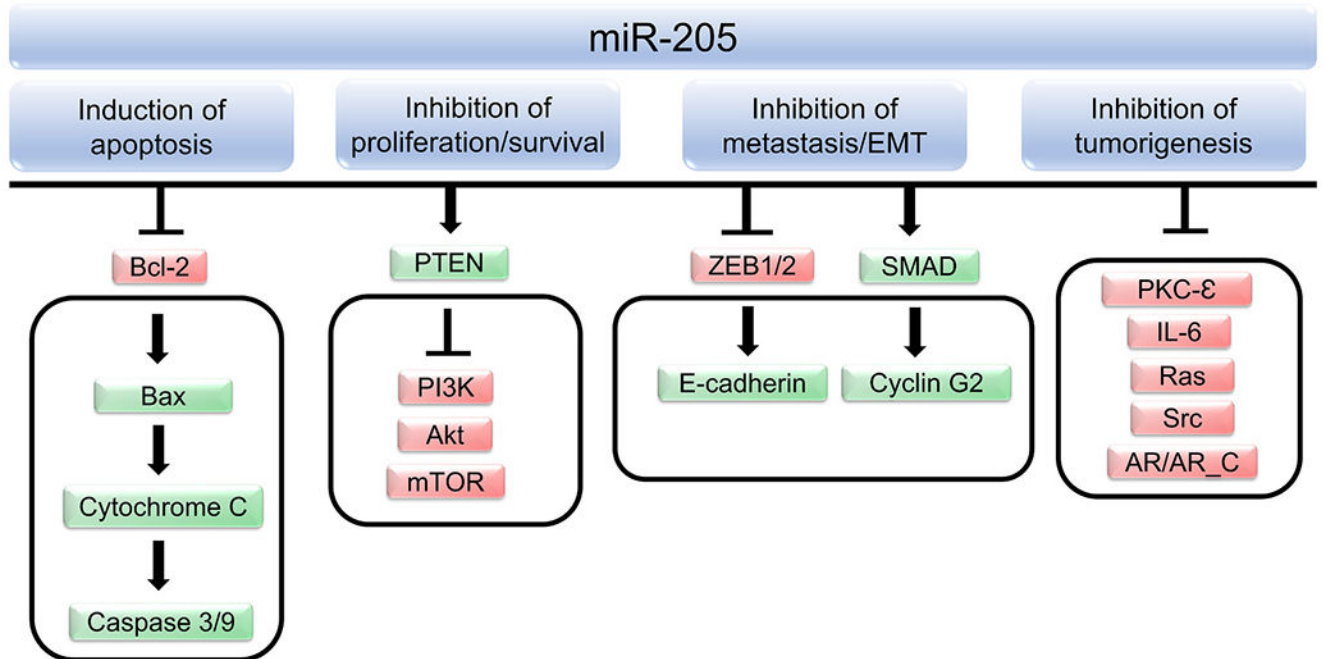 miR-205
Induction of
apoptosis
Inhibition of
proliferation/survival
Inhibition of
metastasis/EMT
Inhibition of
tumorigenesis
Bcl-2
Bax
Cytochrome C
Caspase 3/9
PTEN
PI3K
Akt
mTOR
ZEB1/2
SMAD
E-cadherin
Cyclin G2
PKC-Ɛ
IL-6
Ras
Src
AR/AR_C